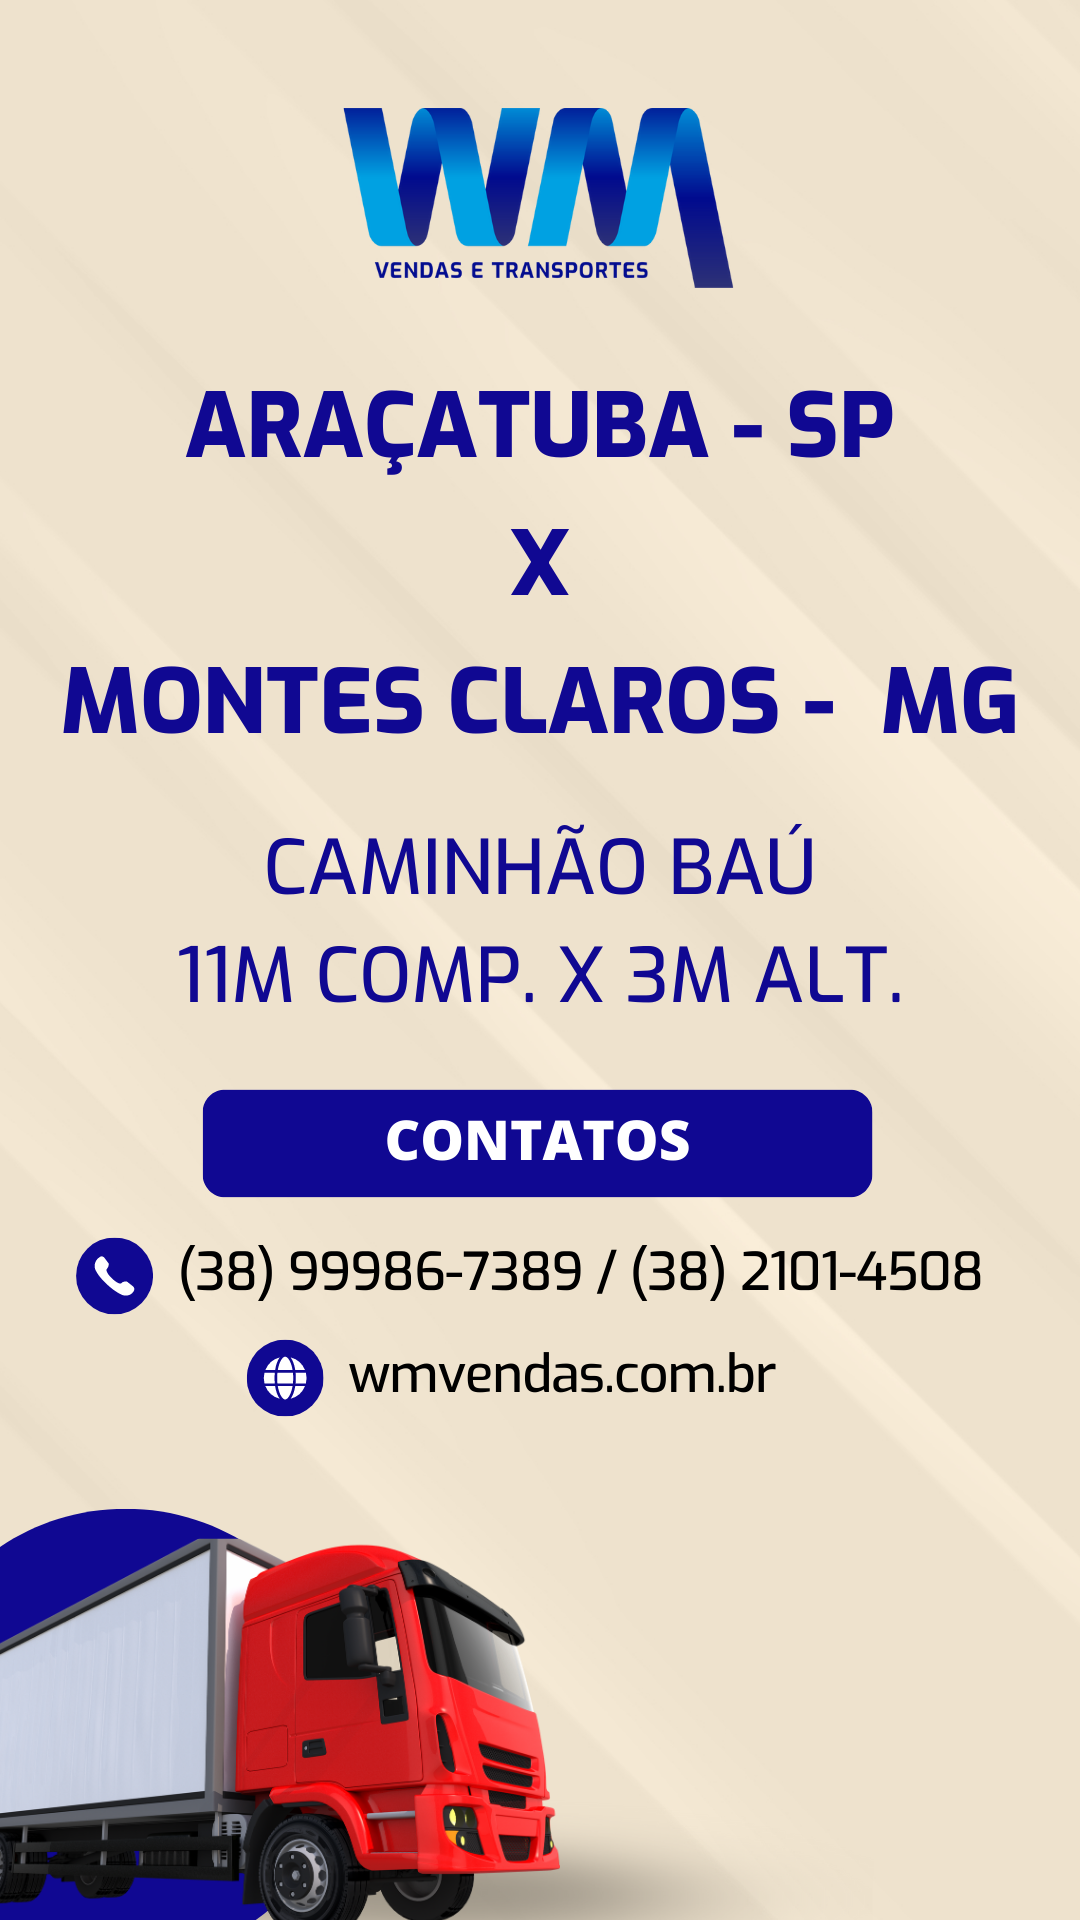 WM
VENDAS E TRANSPORTES
ARAÇATUBA - SP
X
MONTES CLAROS - MG
CAMINHÃO BAÚ
11M COMP. X 3M ALT.
CONTATOS
(38) 99986-7389 / (38) 2101-4508
wmvendas.com.br